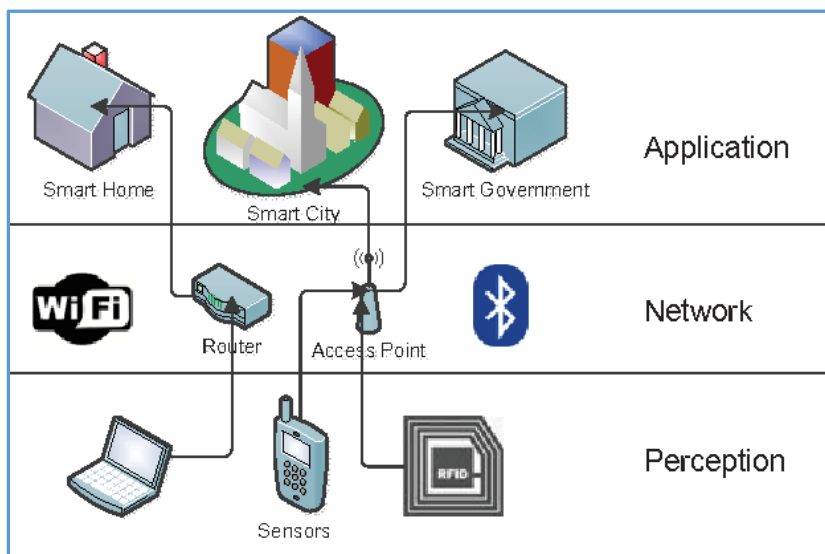 Smart Home
Smart City
Smart Government
Application
WiFi
Router
Access Point
Network
RFID
Sensors
Perception